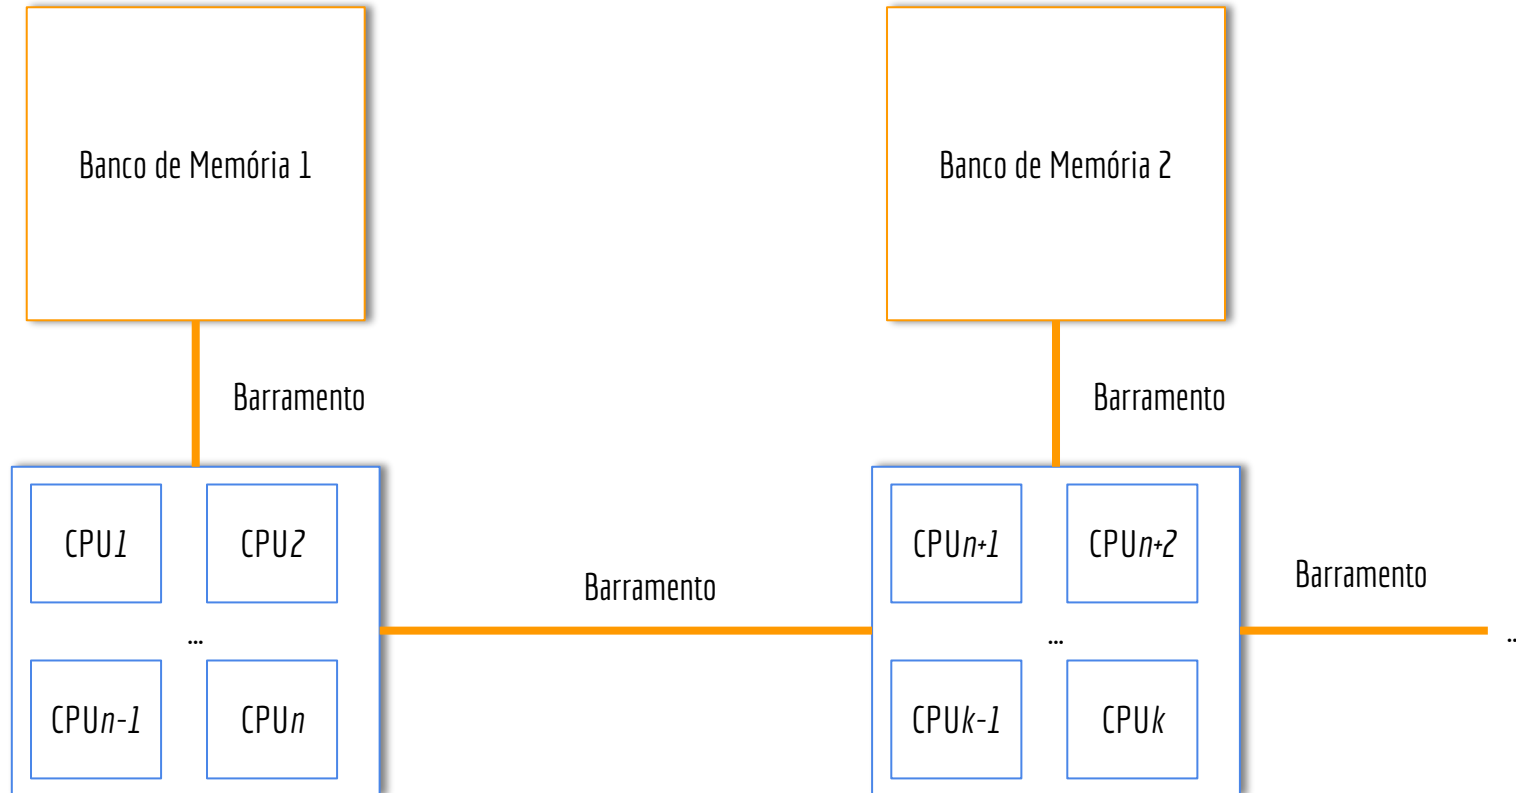 Banco de Memória 1
Banco de Memória 2
Barramento
Barramento
CPU1
CPU2
CPUn+1
CPUn+2
Barramento
Barramento
...
...
..
CPUn-1
CPUn
CPUk-1
CPUk